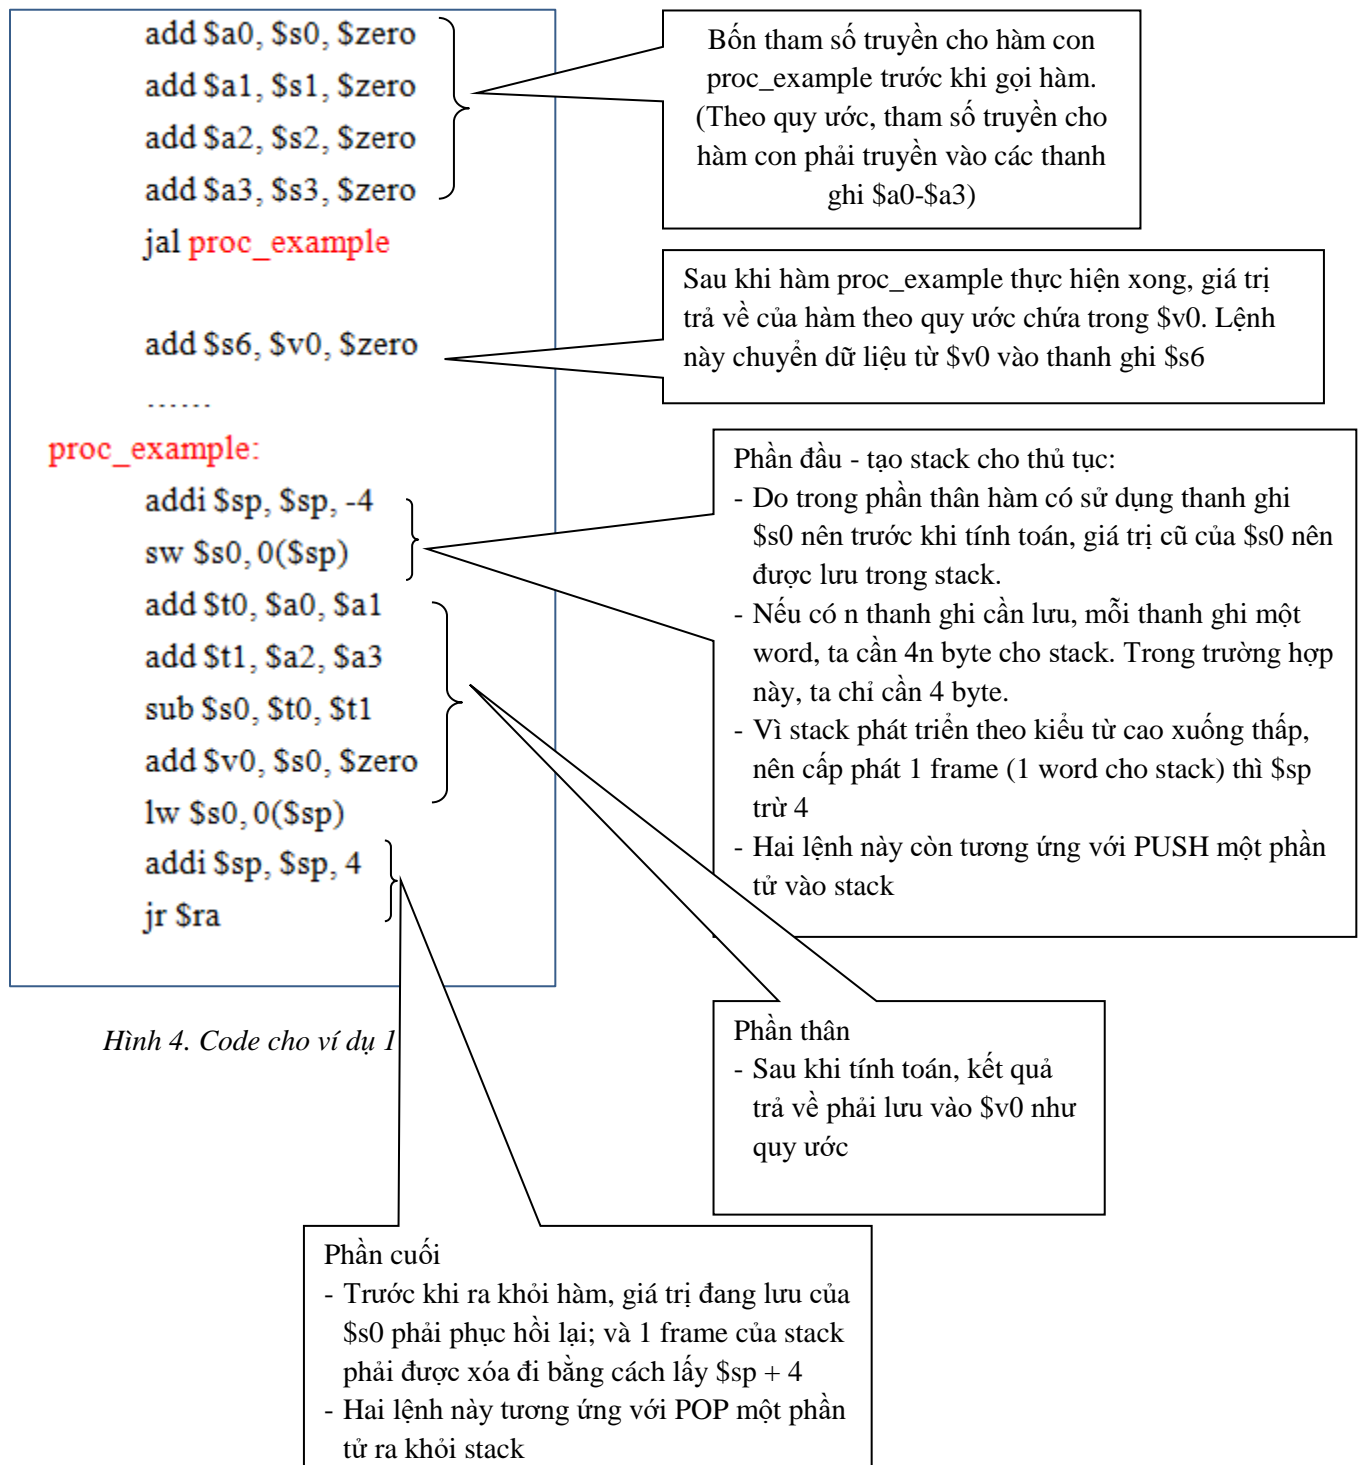 add $a0, $s0, $zero
add $a1, $s1, $zero
add $a2, $s2, $zero
add $a3, $s3, $zero
jal proc_example
add $s6, $v0, $zero
......
proc_example:
addi $sp, $sp, -4
sw $s0, 0($sp)
add $t0, $a0, $a1
add $t1, $a2, $a3
sub $s0, $t0, $t1
add $v0, $s0, $zero
lw $s0, 0($sp)
addi $sp, $sp, 4
jr $ra
Bốn tham số truyền cho hàm con
proc_example trước khi gọi hàm.
(Theo quy ước, tham số truyền cho
hàm con phải truyền vào các thanh
ghi $a0-$a3)
Sau khi hàm proc_example thực hiện xong, giá trị
trả về của hàm theo quy ước chứa trong $v0. Lệnh
này chuyển dữ liệu từ $v0 vào thanh ghi $s6
Phần đầu - tạo stack cho thủ tục:
- Do trong phần thân hàm có sử dụng thanh ghi
$s0 nên trước khi tính toán, giá trị cũ của $s0 nên
được lưu trong stack.
- Nếu có n thanh ghi cần lưu, mỗi thanh ghi một
word, ta cần 4n byte cho stack. Trong trường hợp
này, ta chỉ cần 4 byte.
- Vì stack phát triển theo kiểu từ cao xuống thấp,
nên cấp phát 1 frame (1 word cho stack) thì $sp
trừ 4
- Hai lệnh này còn tương ứng với PUSH một phần
tử vào stack
Hình 4. Code cho ví dụ 1
Phần thân
- Sau khi tính toán, kết quả
trả về phải lưu vào $v0 như
quy ước
Phần cuối
- Trước khi ra khỏi hàm, giá trị đang lưu của
$s0 phải phục hồi lại; và 1 frame của stack
phải được xóa đi bằng cách lấy $sp + 4
- Hai lệnh này tương ứng với POP một phần
tử ra khỏi stack